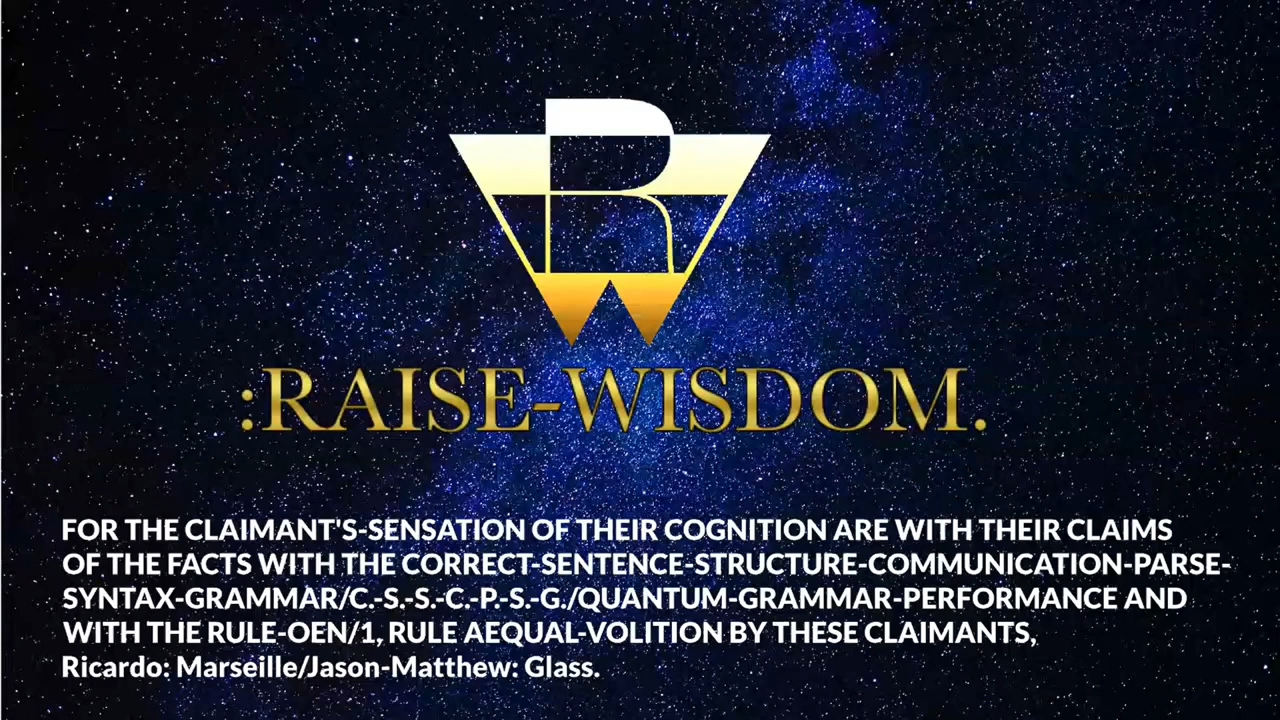 RW
:RAISE-WISDOM.
FOR THE CLAIMANT'S-SENSATION OF THEIR COGNITION ARE WITH THEIR CLAIMS
OF THE FACTS WITH THE CORRECT-SENTENCE-STRUCTURE-COMMUNICATION-PARSE-
SYNTAX-GRAMMAR/C.-S.-S.-C.-P.-S.-G./QUANTUM-GRAMMAR-PERFORMANCE AND
WITH THE RULE-OEN/1, RULE AEQUAL-VOLITION BY THESE CLAIMANTS,
Ricardo: Marseille/Jason-Matthew: Glass.